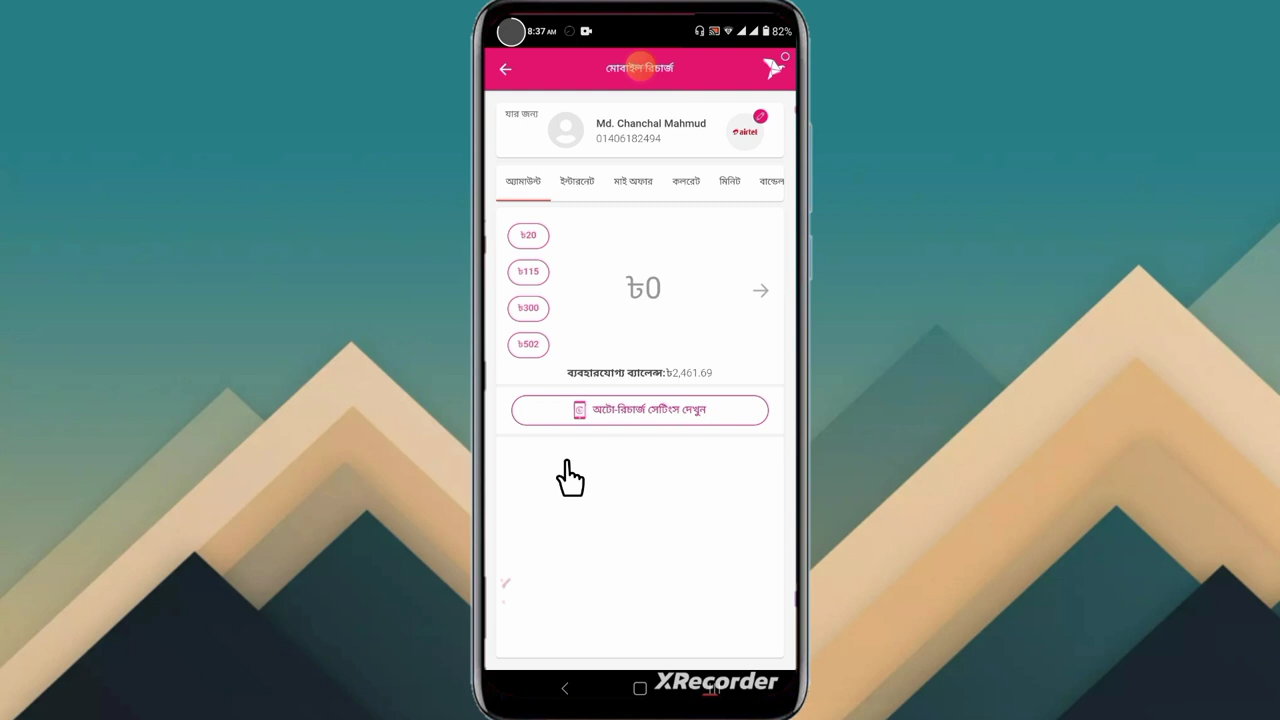 8:37 AM
82%
মোবাইল রিচার্জ
যার জন্য
Md. Chanchal Mahmud
01406182494
airtel
অ্যামাউন্ট ইন্টারনেট মাই অফার কলরেট মিনিট বান্ডেল
৳20
৳115
৳0
৳300
৳502
ব্যবহারযোগ্য ব্যালেন্স:৳2,461.69
অটো-রিচার্জ সেটিংস দেখুন
XRecorder